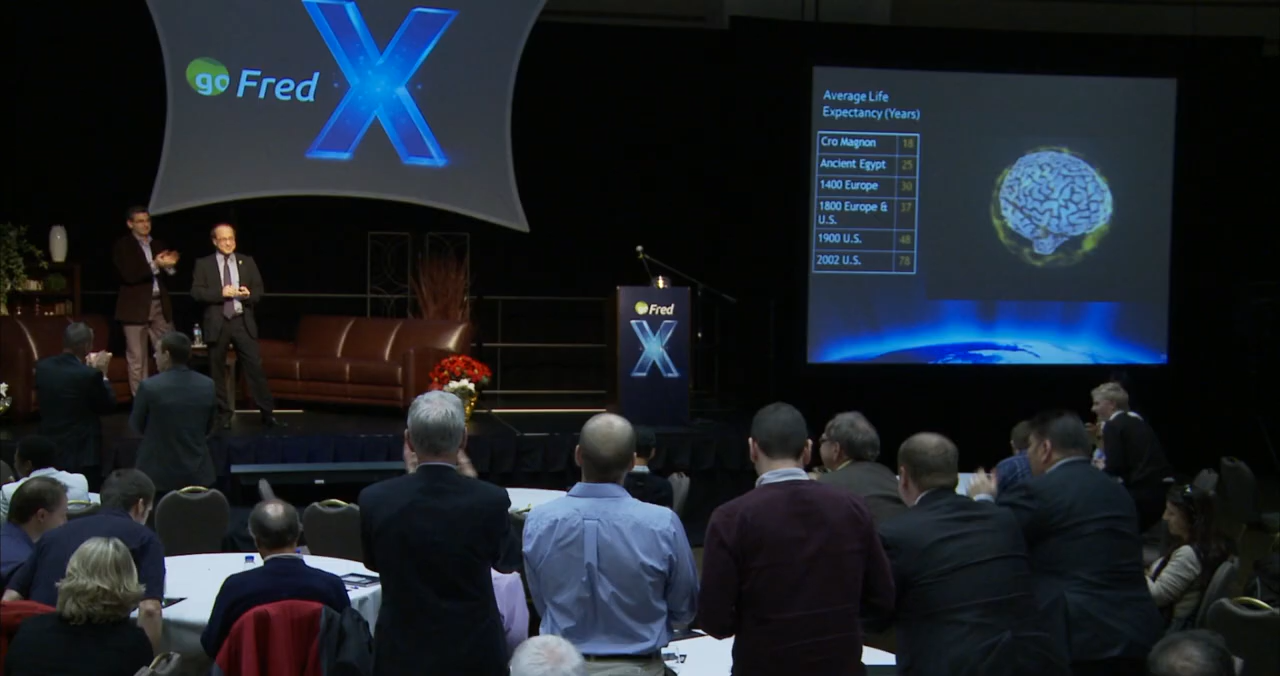 go Fred X
Average Life
Expectancy (Years)
Cro Magnon 18
Ancient Egypt 25
1400 Europe 30
1800 Europe & 37
U.S.
1900 U.S. 48
2002 U.S. 78
go Fred
X